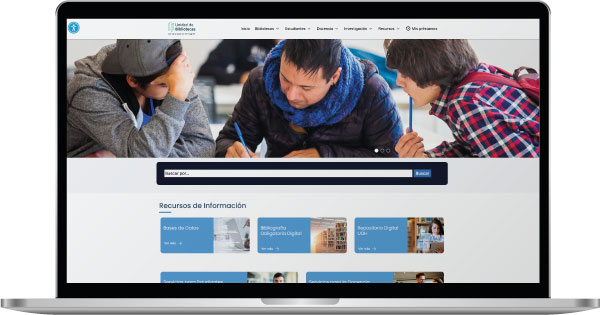 Unidad de
Bibliotecas
Inicio Bibliotecas Estudiantes Docencia Investigación Recursos Mis préstamos
Buscar por... Buscar
Recursos de Información
Bases de Datos
Ver más
Bibliografía
Obligatoria Digital
Ver más
Repositorio Digital
Ver más